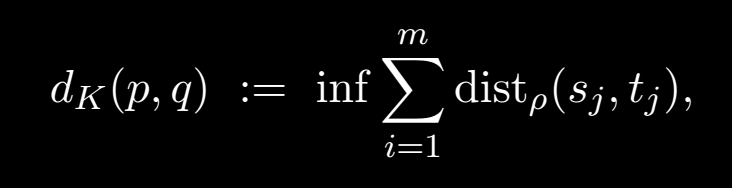 d_K(p, q) := inf \sum_{i=1}^{m} dist_ρ(s_j, t_j),